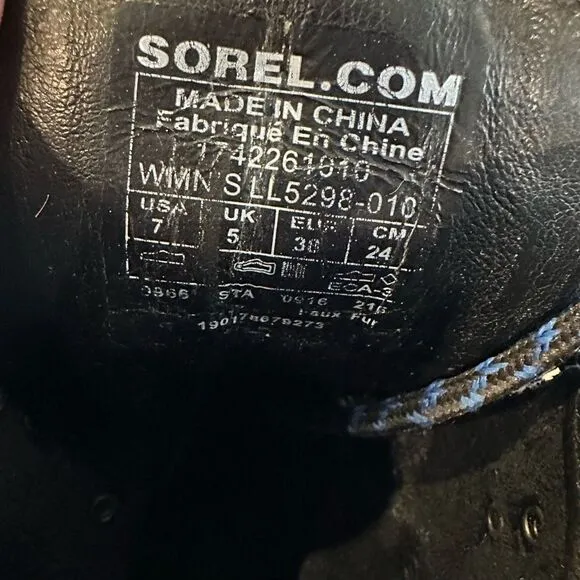 SOREL.COM
MADE IN CHINA
Fabriqué En Chine
1742261010
WMN'S LL5298-010
USA UK EUR CM
7 5 38 24
ECA-3
STA 0916 216
Faux Fur
190178679273